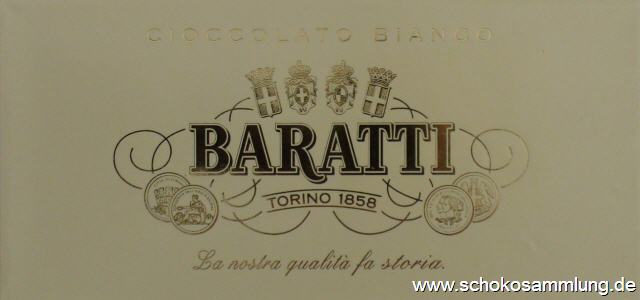 CIOCCOLATO BIANCO
BARATTI
TORINO 1858
La nostra qualità fa storia.
www.schokosammlung.de